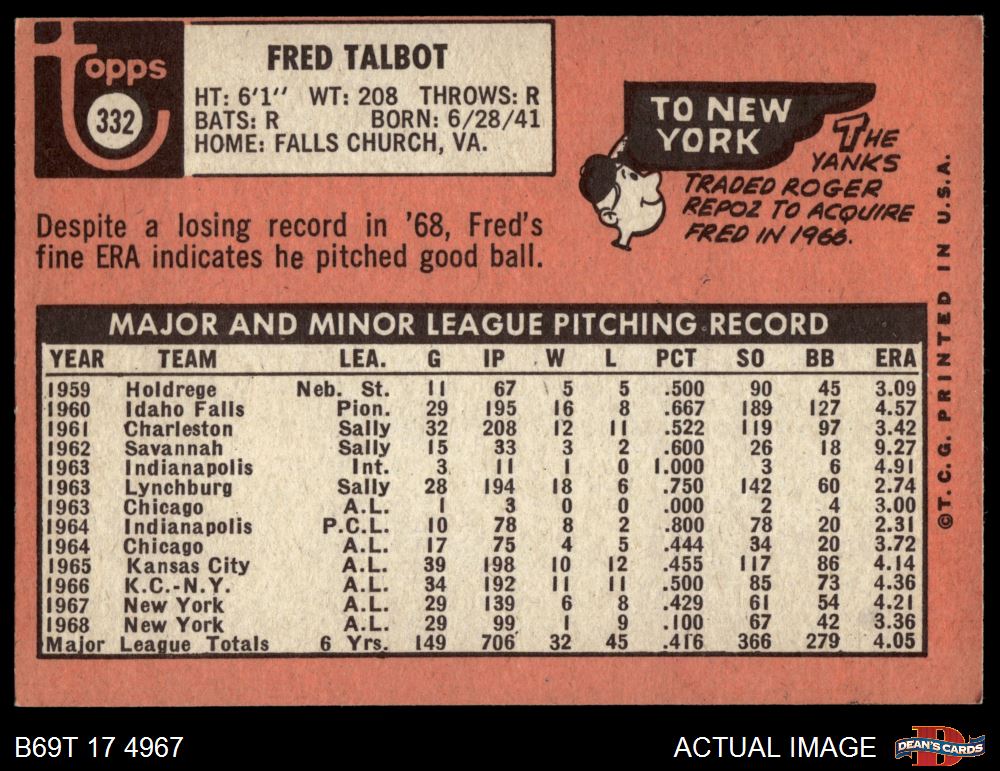 topps
332
FRED TALBOT
HT: 6'1" WT: 208 THROWS: R
BATS: R BORN: 6/28/41
HOME: FALLS CHURCH, VA.
Despite a losing record in '68, Fred's
fine ERA indicates he pitched good ball.
TO NEW
YORK
THE
YANKS
TRADED ROGER
REPOZ TO ACQUIRE
FRED IN 1966.
©T.C.G. PRINTED IN U.S.A.
MAJOR AND MINOR LEAGUE PITCHING RECORD
YEAR TEAM LEA. G IP W L PCT SO BB ERA
1959 Holdrege Neb. St. 11 67 5 5 .500 90 45 3.09
1960 Idaho Falls Pion. 29 195 16 8 .667 189 127 4.57
1961 Charleston Sally 32 208 12 11 .522 119 97 3.42
1962 Savannah Sally 15 33 3 2 .600 26 18 9.27
1963 Indianapolis Int. 3 11 1 0 1.000 3 6 4.91
1963 Lynchburg Sally 28 194 18 6 .750 142 60 2.74
1963 Chicago A.L. 1 3 0 0 .000 2 4 3.00
1964 Indianapolis P.C.L. 10 78 8 2 .800 78 20 2.31
1964 Chicago A.L. 17 75 4 5 .444 34 20 3.72
1965 Kansas City A.L. 39 198 10 12 .455 117 86 4.14
1966 K.C.-N.Y. A.L. 34 192 11 11 .500 85 73 4.36
1967 New York A.L. 29 139 6 8 .429 61 54 4.21
1968 New York A.L. 29 99 1 9 .100 67 42 3.36
Major League Totals 6 Yrs. 149 706 32 45 .416 366 279 4.05
B69T 17 4967
ACTUAL IMAGE
D
DEAN'S CARDS